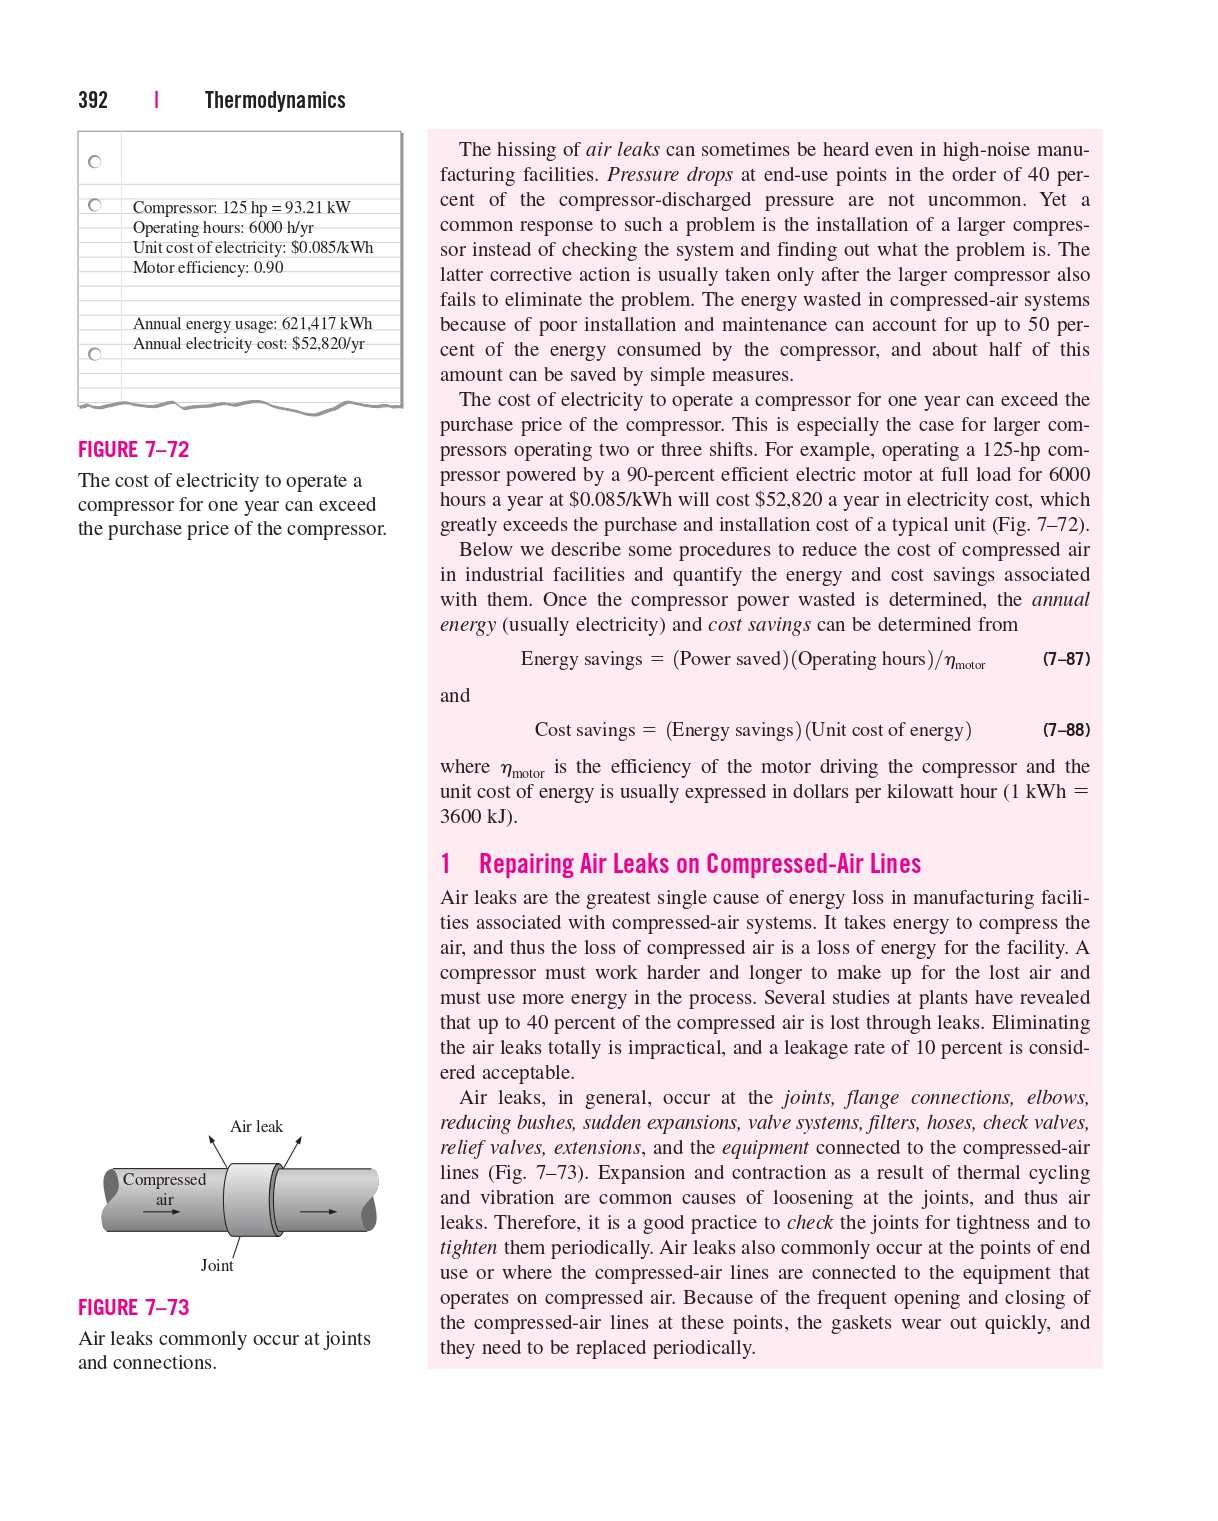 392 | Thermodynamics
Compressor: 125 hp = 93.21 kW
Operating hours: 6000 h/yr
Unit cost of electricity: $0.085/kWh
Motor efficiency: 0.90
Annual energy usage: 621,417 kWh
Annual electricity cost: $52,820/yr
FIGURE 7–72
The cost of electricity to operate a
compressor for one year can exceed
the purchase price of the compressor.
Air leak
Compressed
air
Joint
FIGURE 7–73
Air leaks commonly occur at joints
and connections.
The hissing of air leaks can sometimes be heard even in high-noise manu-
facturing facilities. Pressure drops at end-use points in the order of 40 per-
cent of the compressor-discharged pressure are not uncommon. Yet a
common response to such a problem is the installation of a larger compres-
sor instead of checking the system and finding out what the problem is. The
latter corrective action is usually taken only after the larger compressor also
fails to eliminate the problem. The energy wasted in compressed-air systems
because of poor installation and maintenance can account for up to 50 per-
cent of the energy consumed by the compressor, and about half of this
amount can be saved by simple measures.
The cost of electricity to operate a compressor for one year can exceed the
purchase price of the compressor. This is especially the case for larger com-
pressors operating two or three shifts. For example, operating a 125-hp com-
pressor powered by a 90-percent efficient electric motor at full load for 6000
hours a year at $0.085/kWh will cost $52,820 a year in electricity cost, which
greatly exceeds the purchase and installation cost of a typical unit (Fig. 7–72).
Below we describe some procedures to reduce the cost of compressed air
in industrial facilities and quantify the energy and cost savings associated
with them. Once the compressor power wasted is determined, the annual
energy (usually electricity) and cost savings can be determined from
Energy savings = (Power saved)(Operating hours)/ηmotor (7–87)
and
Cost savings = (Energy savings)(Unit cost of energy) (7–88)
where ηmotor is the efficiency of the motor driving the compressor and the
unit cost of energy is usually expressed in dollars per kilowatt hour (1 kWh =
3600 kJ).
1 Repairing Air Leaks on Compressed-Air Lines
Air leaks are the greatest single cause of energy loss in manufacturing facili-
ties associated with compressed-air systems. It takes energy to compress the
air, and thus the loss of compressed air is a loss of energy for the facility. A
compressor must work harder and longer to make up for the lost air and
must use more energy in the process. Several studies at plants have revealed
that up to 40 percent of the compressed air is lost through leaks. Eliminating
the air leaks totally is impractical, and a leakage rate of 10 percent is consid-
ered acceptable.
Air leaks, in general, occur at the joints, flange connections, elbows,
reducing bushes, sudden expansions, valve systems, filters, hoses, check valves,
relief valves, extensions, and the equipment connected to the compressed-air
lines (Fig. 7–73). Expansion and contraction as a result of thermal cycling
and vibration are common causes of loosening at the joints, and thus air
leaks. Therefore, it is a good practice to check the joints for tightness and to
tighten them periodically. Air leaks also commonly occur at the points of end
use or where the compressed-air lines are connected to the equipment that
operates on compressed air. Because of the frequent opening and closing of
the compressed-air lines at these points, the gaskets wear out quickly, and
they need to be replaced periodically.